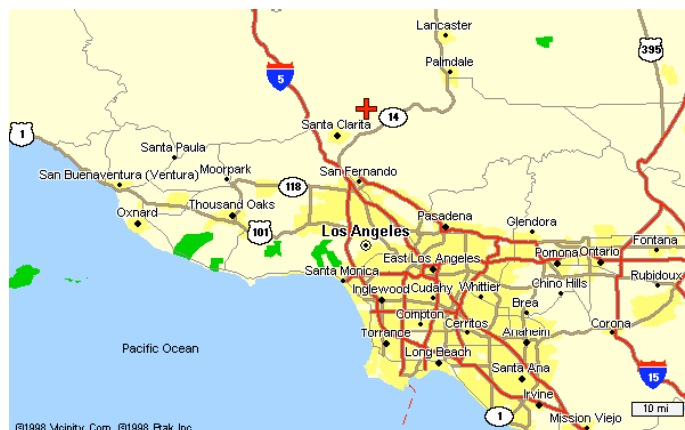 Lancaster
395
Palmdale
5
14
Santa Clarita
1
Santa Paula
San Fernando
Moorpark
San Buenaventura (Ventura)
118
Thousand Oaks
Oxnard
101
Pasadena
Glendora
Los Angeles
Fontana
Pomona
Ontario
East Los Angeles
Santa Monica
Rubidoux
Inglewood
Cudahy
Whittier
Chino Hills
Brea
Compton
Cerritos
Anaheim
Corona
Torrance
Pacific Ocean
Long Beach
Santa Ana
15
Irvine
10 mi
1
Mission Viejo
©1998 Vicinity Corp. ©1998 Etak Inc.